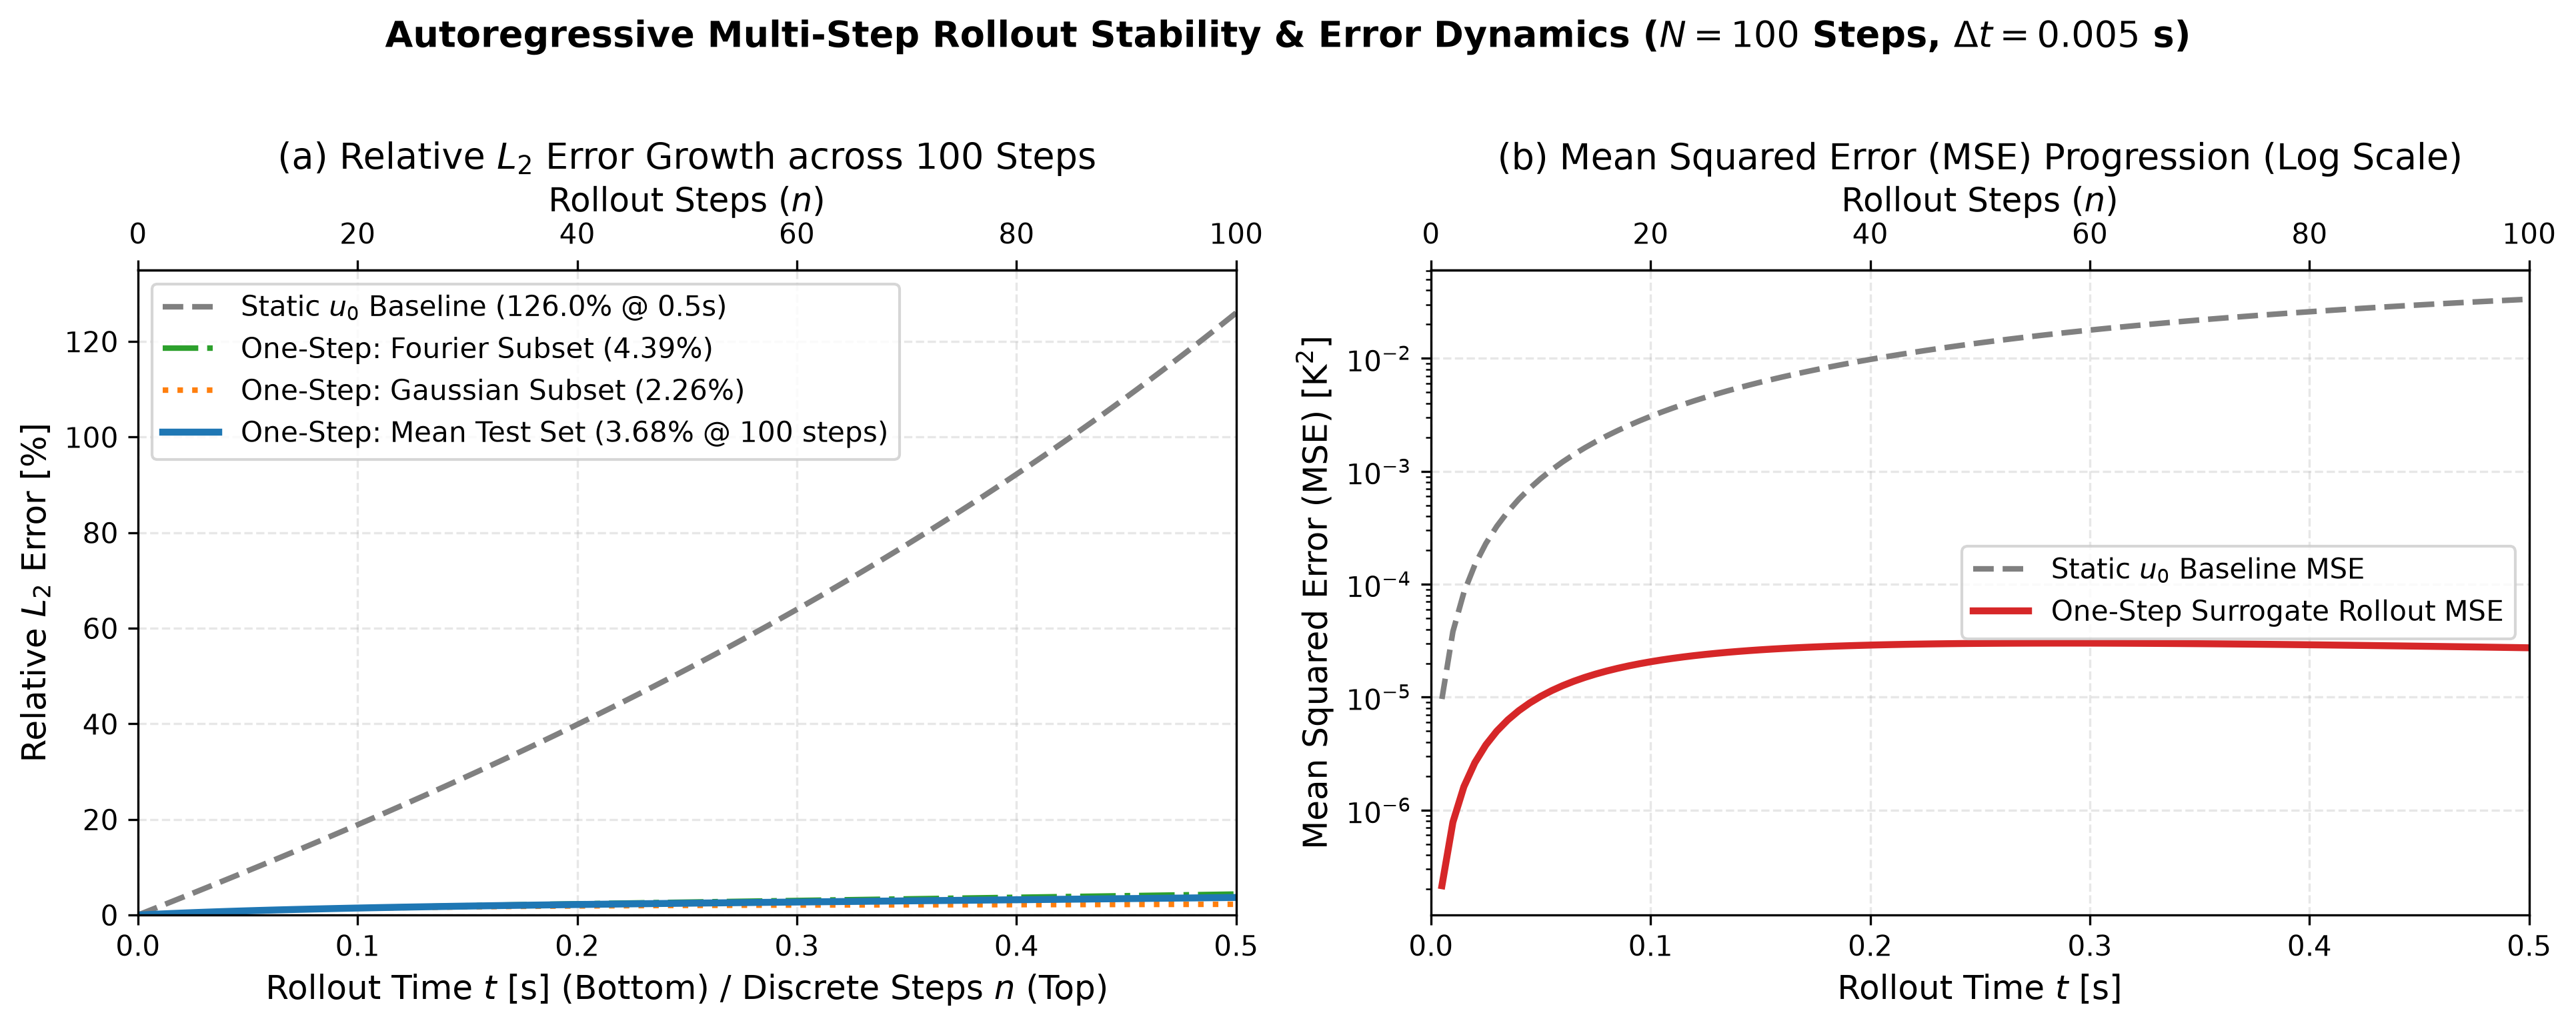 Autoregressive Multi-Step Rollout Stability & Error Dynamics (N = 100 Steps, Δt = 0.005 s)
(a) Relative L₂ Error Growth across 100 Steps
Rollout Steps (n)
0 20 40 60 80 100
Static u₀ Baseline (126.0% @ 0.5s)
One-Step: Fourier Subset (4.39%)
One-Step: Gaussian Subset (2.26%)
One-Step: Mean Test Set (3.68% @ 100 steps)
Relative L₂ Error [%]
120
100
80
60
40
20
0
0.0 0.1 0.2 0.3 0.4 0.5
Rollout Time t [s] (Bottom) / Discrete Steps n (Top)
(b) Mean Squared Error (MSE) Progression (Log Scale)
Rollout Steps (n)
0 20 40 60 80 100
Mean Squared Error (MSE) [K²]
10⁻²
10⁻³
10⁻⁴
10⁻⁵
10⁻⁶
Static u₀ Baseline MSE
One-Step Surrogate Rollout MSE
0.0 0.1 0.2 0.3 0.4 0.5
Rollout Time t [s]